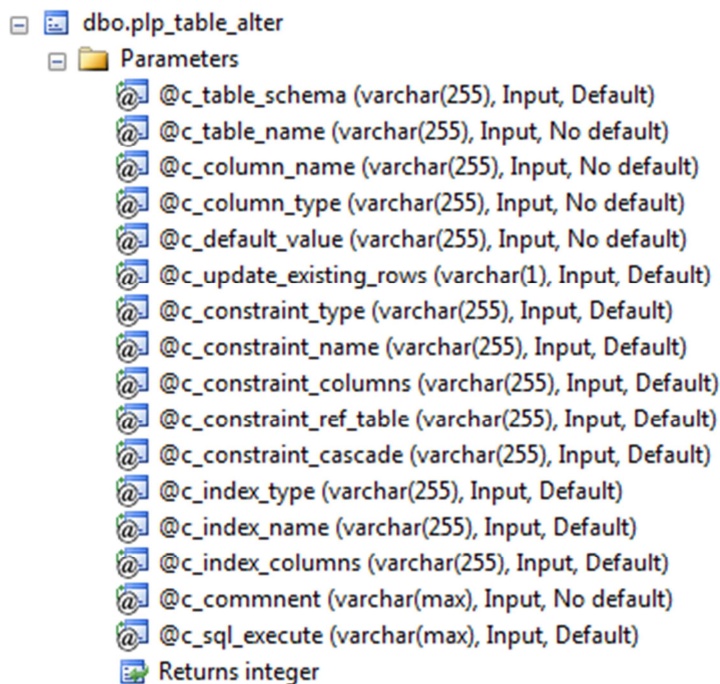 dbo.plp_table_alter
Parameters
@c_table_schema (varchar(255), Input, Default)
@c_table_name (varchar(255), Input, No default)
@c_column_name (varchar(255), Input, No default)
@c_column_type (varchar(255), Input, No default)
@c_default_value (varchar(255), Input, No default)
@c_update_existing_rows (varchar(1), Input, Default)
@c_constraint_type (varchar(255), Input, Default)
@c_constraint_name (varchar(255), Input, Default)
@c_constraint_columns (varchar(255), Input, Default)
@c_constraint_ref_table (varchar(255), Input, Default)
@c_constraint_cascade (varchar(255), Input, Default)
@c_index_type (varchar(255), Input, Default)
@c_index_name (varchar(255), Input, Default)
@c_index_columns (varchar(255), Input, Default)
@c_commnent (varchar(max), Input, No default)
@c_sql_execute (varchar(max), Input, Default)
Returns integer